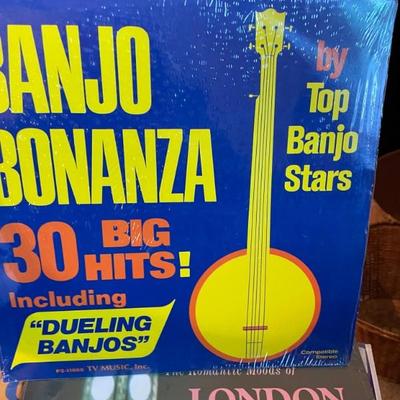 BANJO
BONANZA
by
Top
Banjo
Stars
30 BIG
HITS!
Including
"DUELING
BANJOS"
TV MUSIC, Inc.
Compatible
Stereo
The Romantic Moods of
LONDON